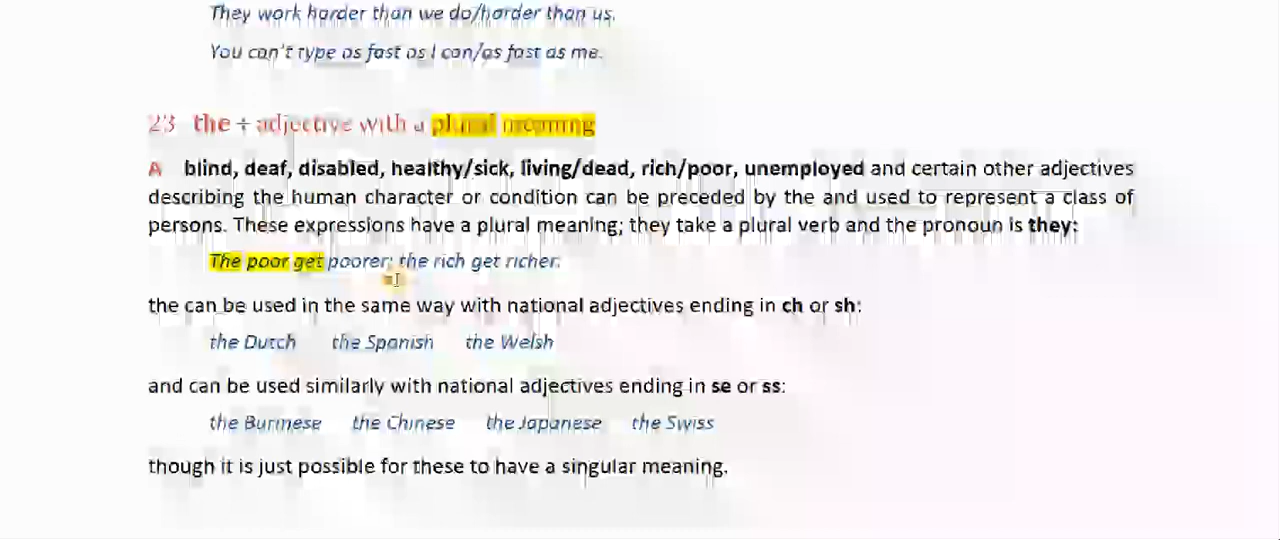 They work harder than we do/harder than us.
You can't type as fast as I can/as fast as me.
23 the + adjective with a plural meaning
A blind, deaf, disabled, healthy/sick, living/dead, rich/poor, unemployed and certain other adjectives
describing the human character or condition can be preceded by the and used to represent a class of
persons. These expressions have a plural meaning; they take a plural verb and the pronoun is they:
The poor get poorer; the rich get richer.
the can be used in the same way with national adjectives ending in ch or sh:
the Dutch the Spanish the Welsh
and can be used similarly with national adjectives ending in se or ss:
the Burmese the Chinese the Japanese the Swiss
though it is just possible for these to have a singular meaning.